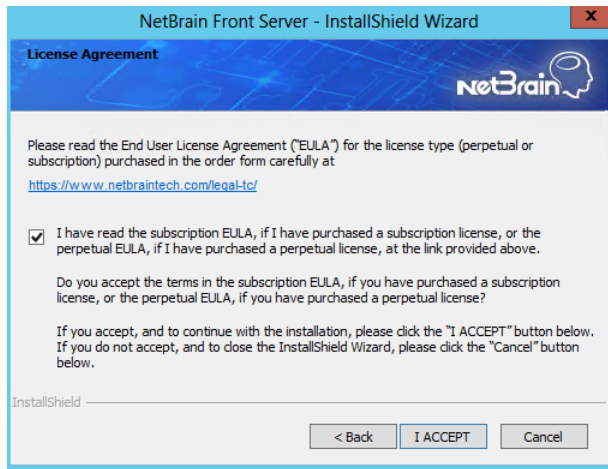 NetBrain Front Server - InstallShield Wizard
x
License Agreement
NetBrain
Please read the End User License Agreement ("EULA") for the license type (perpetual or
subscription) purchased in the order form carefully at
https://www.netbraintech.com/legal-tc/
I have read the subscription EULA, if I have purchased a subscription license, or the
perpetual EULA, if I have purchased a perpetual license, at the link provided above.
Do you accept the terms in the subscription EULA, if you have purchased a subscription
license, or the perpetual EULA, if you have purchased a perpetual license?
If you accept, and to continue with the installation, please click the "I ACCEPT" button below.
If you do not accept, and to close the InstallShield Wizard, please click the "Cancel" button
below.
InstallShield
< Back I ACCEPT Cancel